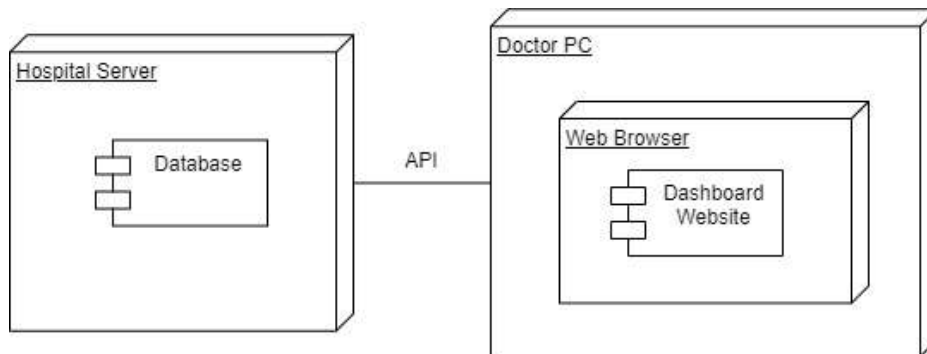 Hospital Server
Database
API
Doctor PC
Web Browser
Dashboard
Website